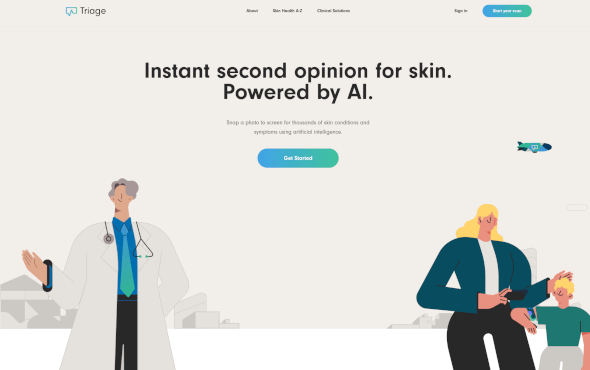 Triage
About Skin Health A-Z Clinical Solutions
Sign in Start your scan
Instant second opinion for skin.
Powered by AI.
Snap a photo to screen for thousands of skin conditions and
symptoms using artificial intelligence.
Get Started